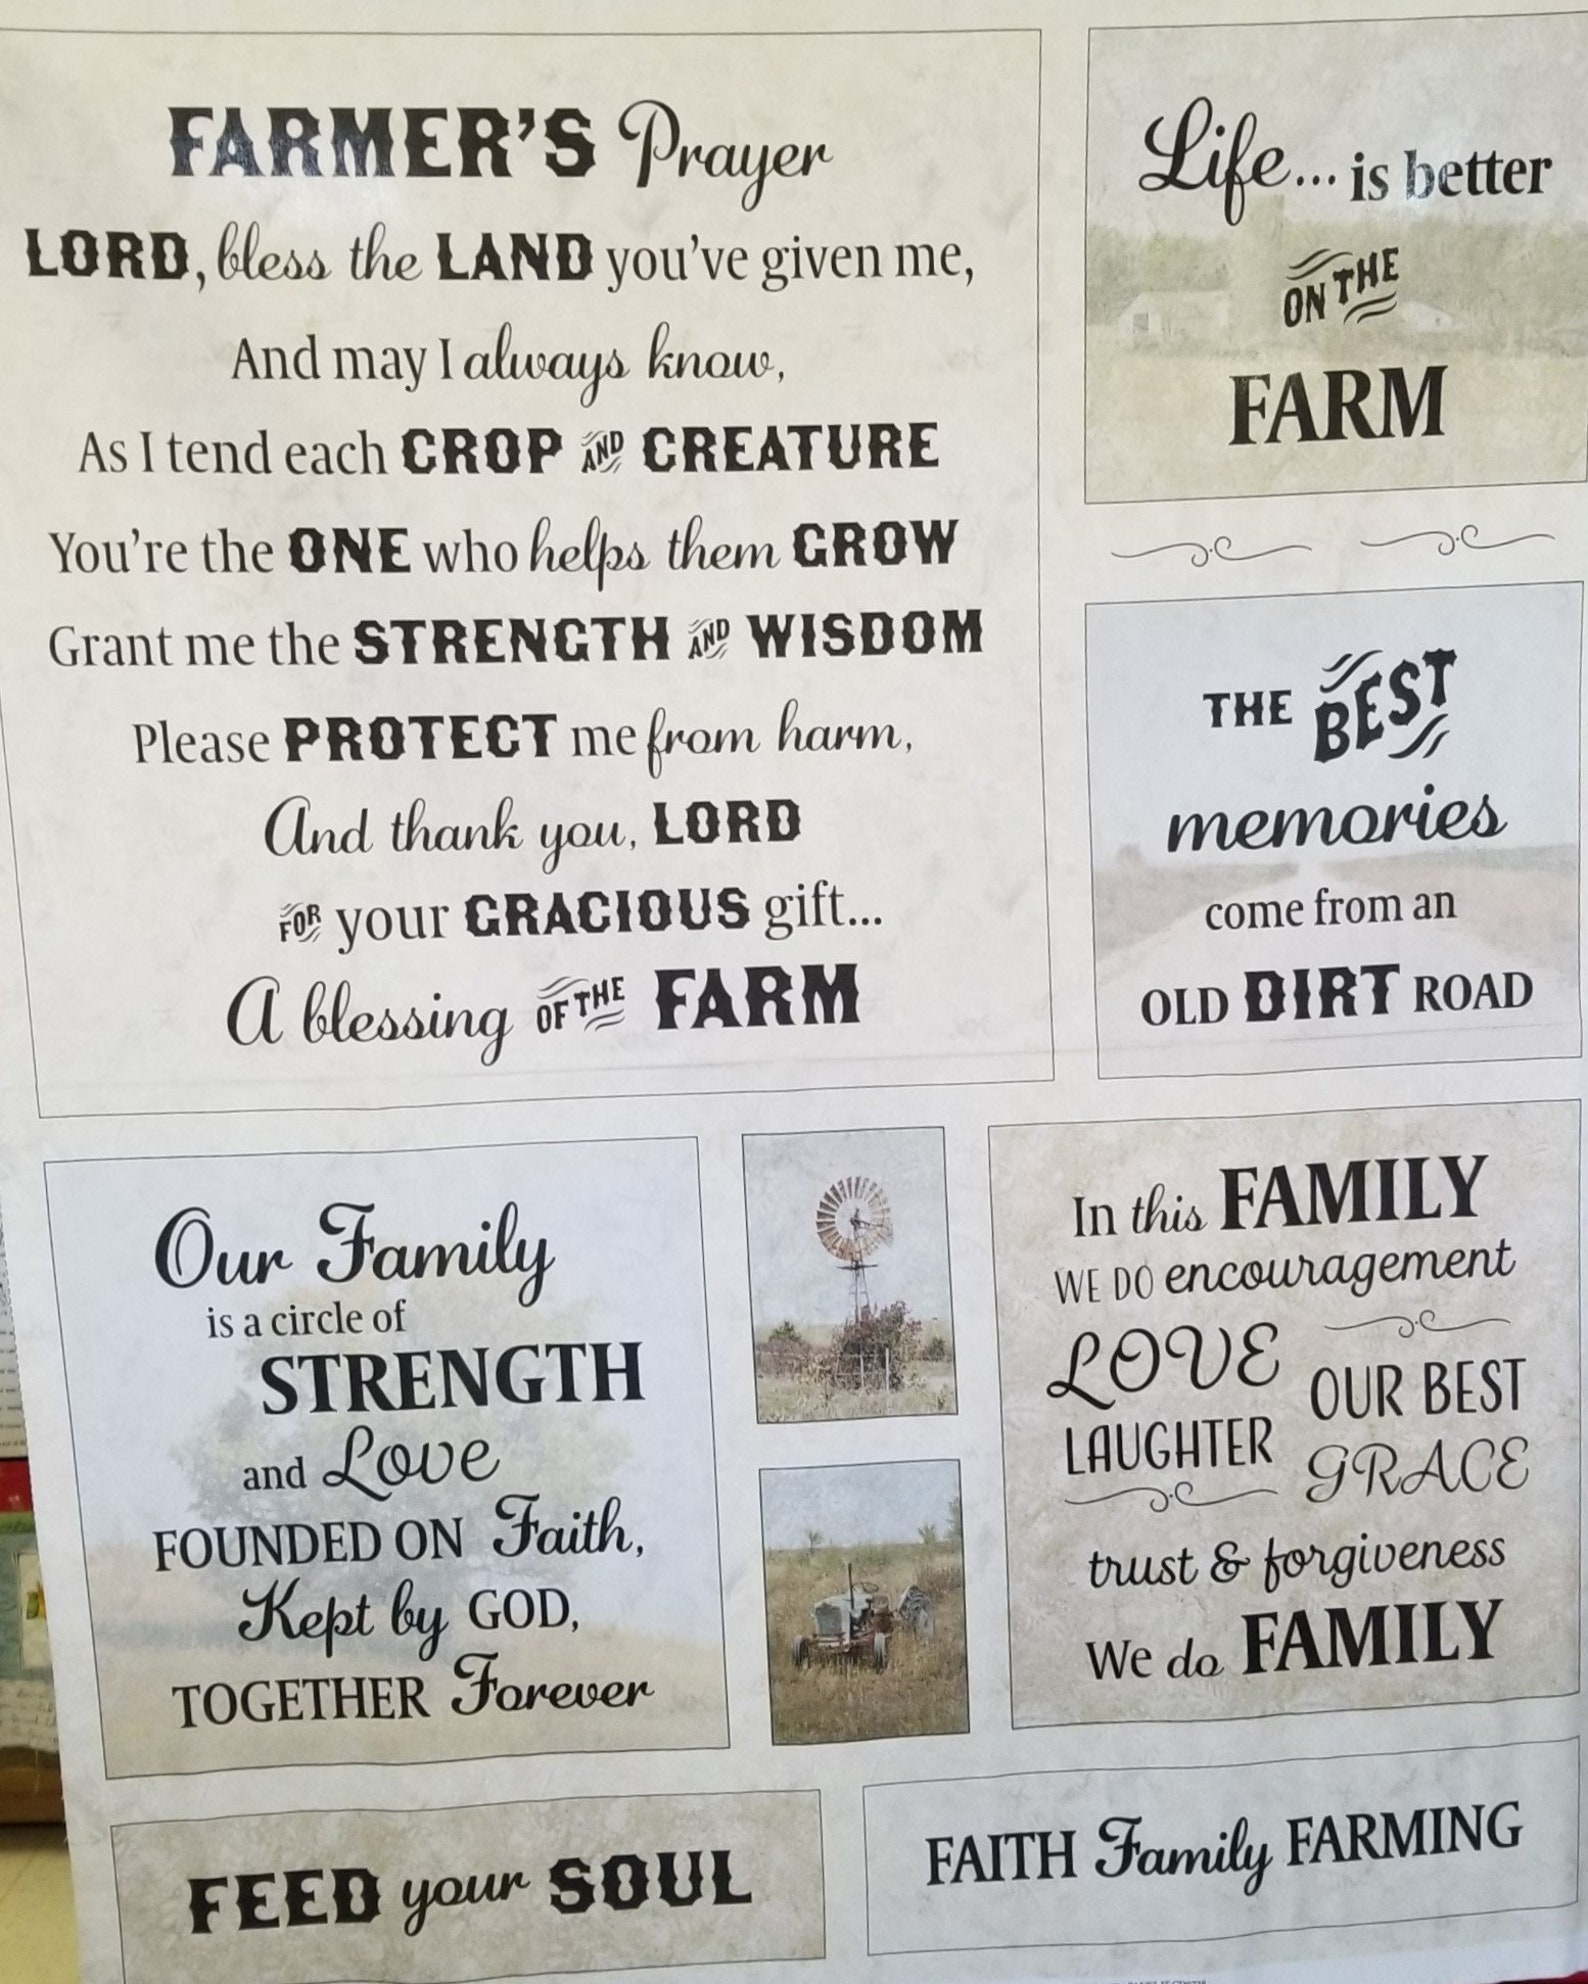 FARMER'S Prayer
LORD, bless the LAND you've given me,
And may I always know,
As I tend each CROP AND CREATURE
You're the ONE who helps them GROW
Grant me the STRENGTH AND WISDOM
Please PROTECT me from harm,
And thank you, LORD
FOR your GRACIOUS gift...
A blessing OF THE FARM
Life... is better
ON THE
FARM
THE BEST
memories
come from an
OLD DIRT ROAD
Our Family
is a circle of
STRENGTH
and Love
FOUNDED ON Faith,
Kept by GOD,
TOGETHER Forever
In this FAMILY
WE DO encouragement
LOVE
LAUGHTER
OUR BEST
GRACE
trust & forgiveness
We do FAMILY
FEED your SOUL
FAITH Family FARMING